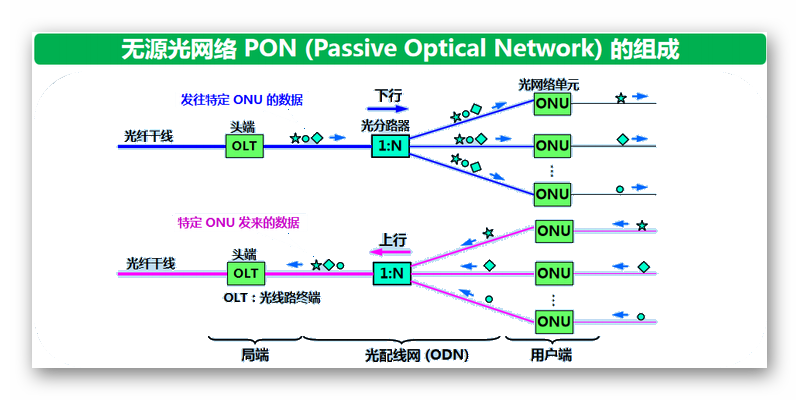 无源光网络 PON (Passive Optical Network) 的组成
发往特定 ONU 的数据
下行
光网络单元
光纤干线
头端
OLT
光分路器
1:N
ONU
ONU
⋮
ONU
特定 ONU 发来的数据
上行
光纤干线
头端
OLT
1:N
ONU
ONU
⋮
ONU
OLT：光线路终端
局端
光配线网 (ODN)
用户端